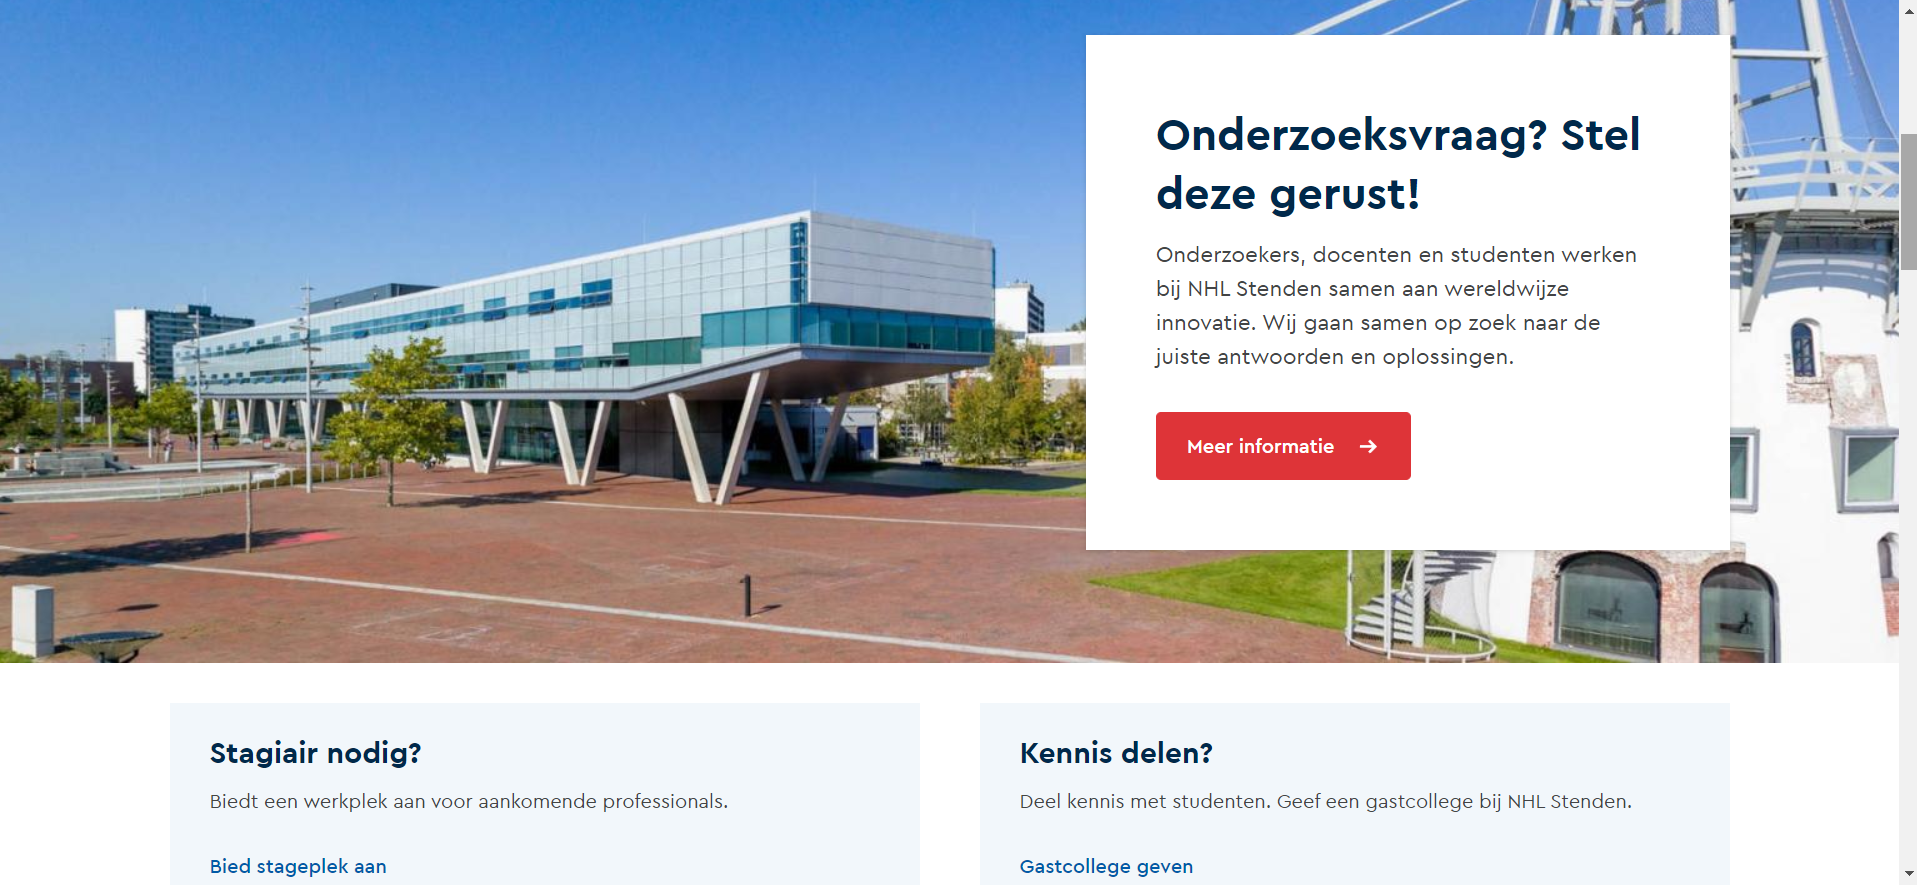 Onderzoeksvraag? Stel
deze gerust!
Onderzoekers, docenten en studenten werken
bij NHL Stenden samen aan wereldwijze
innovatie. Wij gaan samen op zoek naar de
juiste antwoorden en oplossingen.
Meer informatie
Stagiair nodig?
Biedt een werkplek aan voor aankomende professionals.
Bied stageplek aan
Kennis delen?
Deel kennis met studenten. Geef een gastcollege bij NHL Stenden.
Gastcollege geven